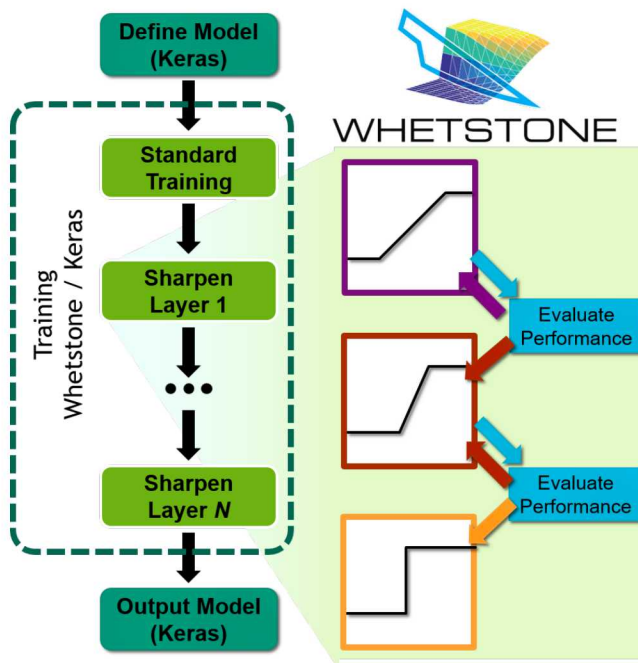 Define Model
(Keras)
WHETSTONE
Standard
Training
Training
Whetstone / Keras
Sharpen
Layer 1
Evaluate
Performance
•••
Sharpen
Layer N
Evaluate
Performance
Output Model
(Keras)